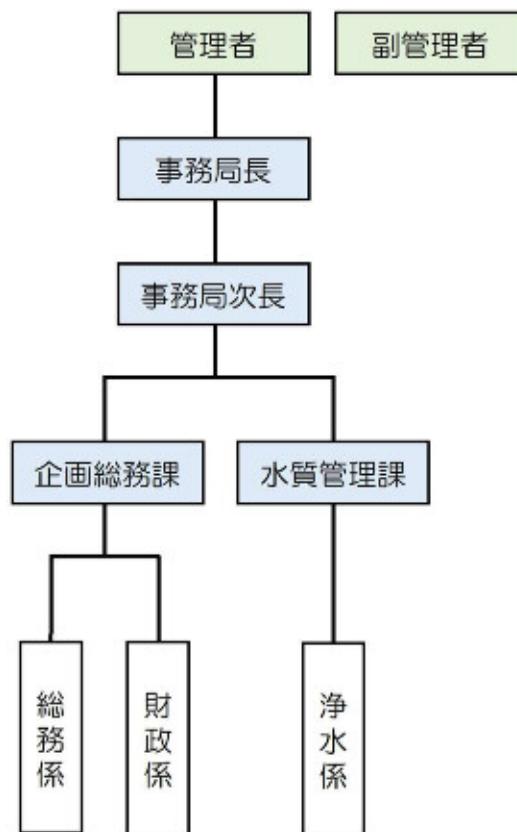 管理者
副管理者
事務局長
事務局次長
企画総務課
水質管理課
総務係
財政係
浄水係